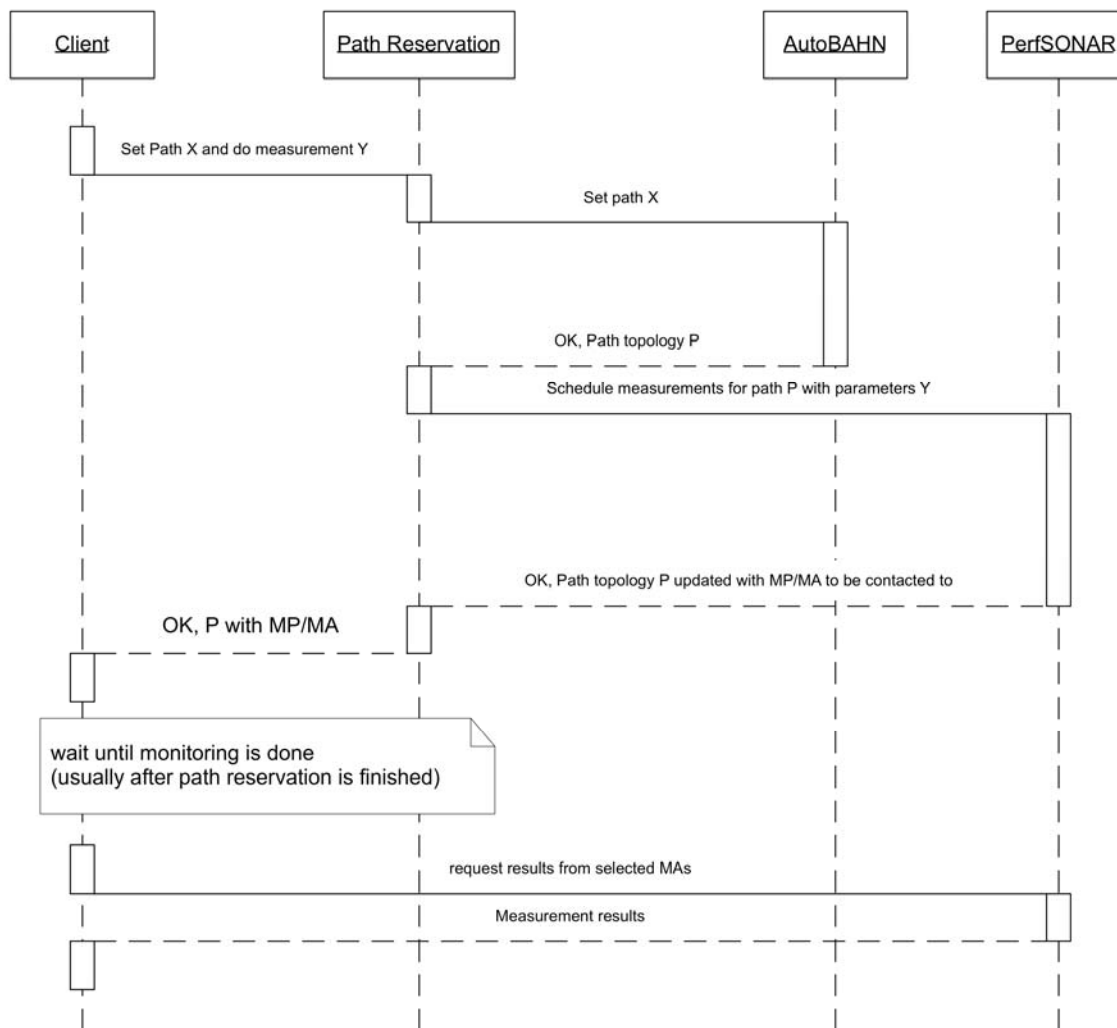 Client
Path Reservation
AutoBAHN
PerfSONAR
Set Path X and do measurement Y
Set path X
OK, Path topology P
Schedule measurements for path P with parameters Y
OK, Path topology P updated with MP/MA to be contacted to
OK, P with MP/MA
wait until monitoring is done
(usually after path reservation is finished)
request results from selected MAs
Measurement results